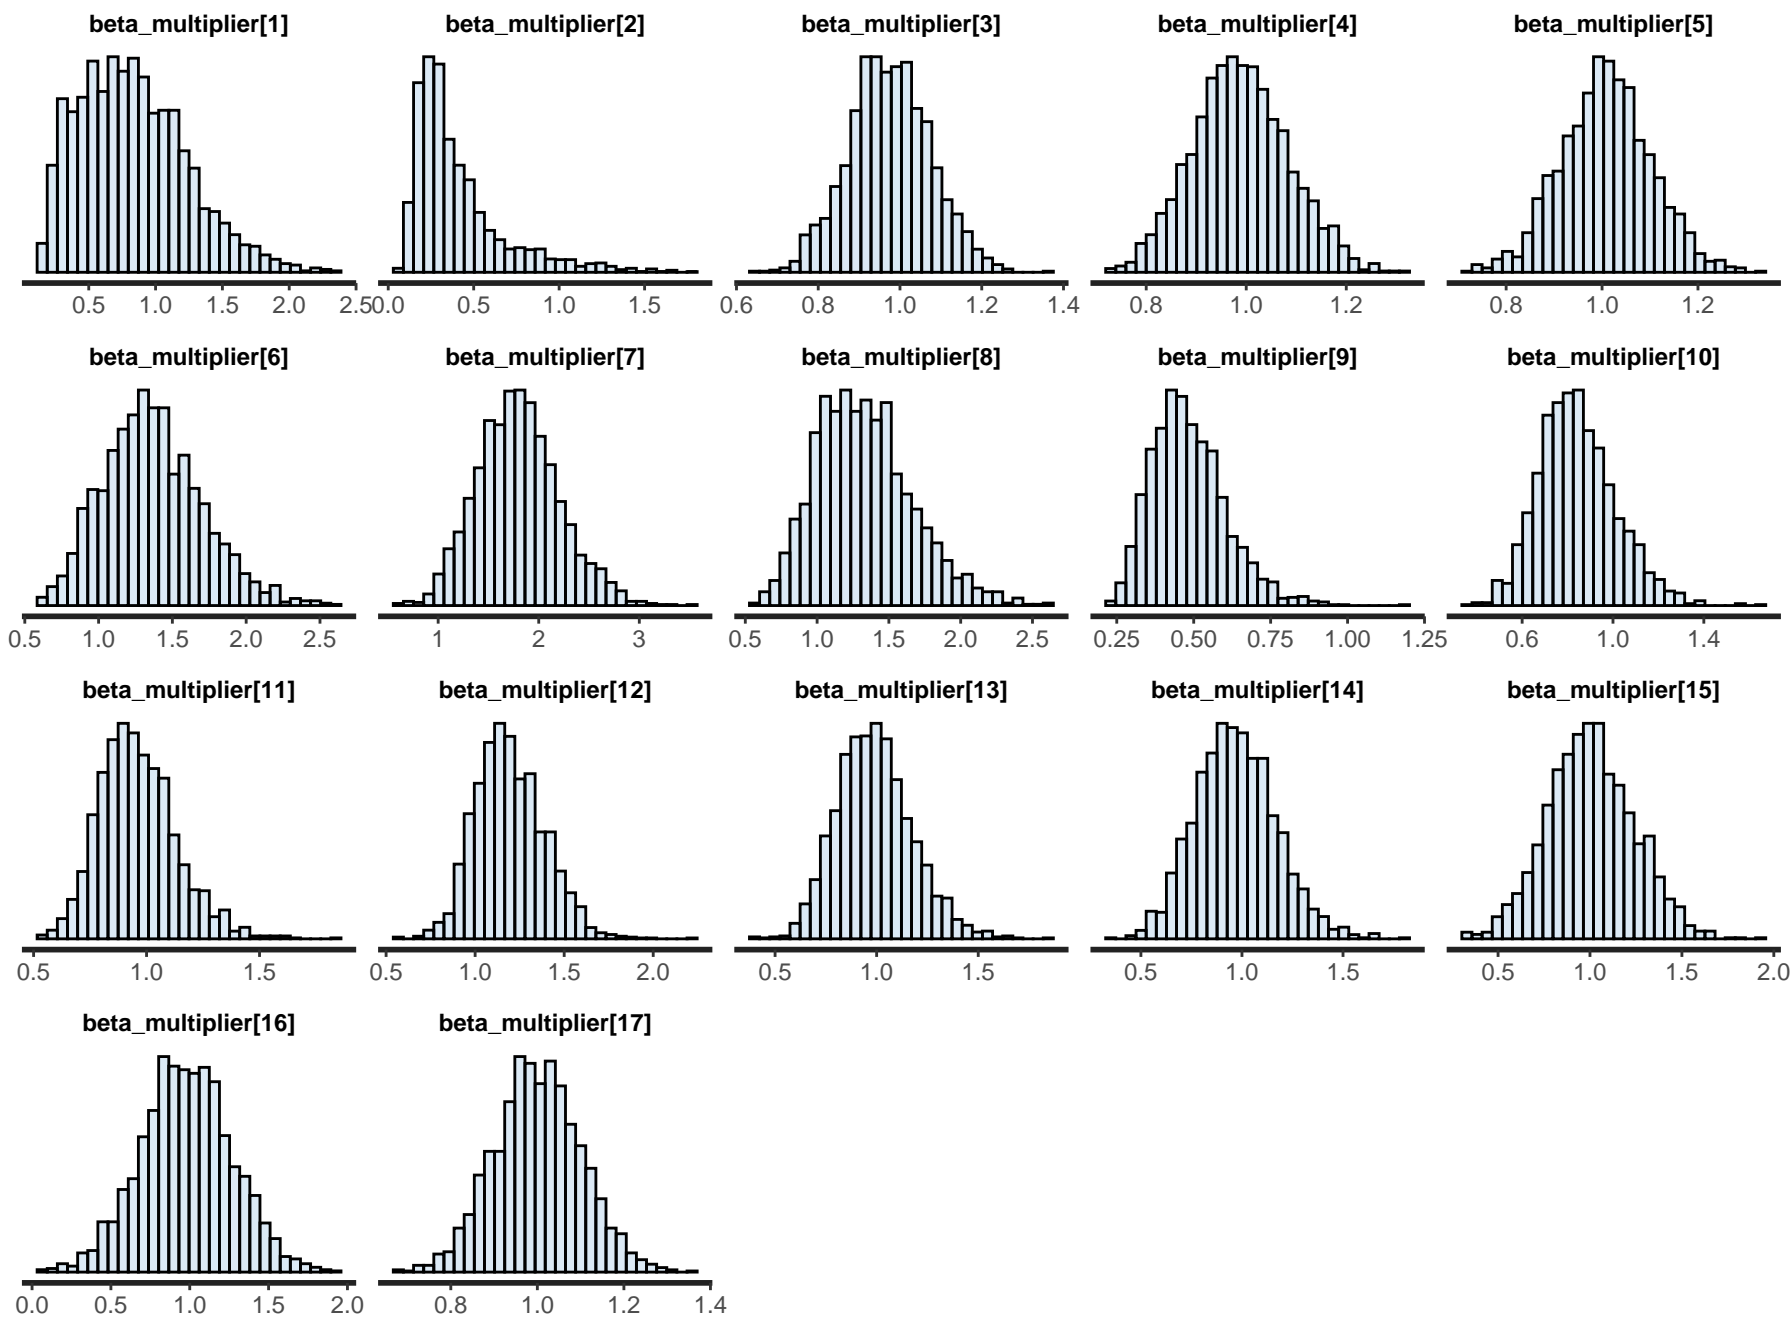 beta_multiplier[1] beta_multiplier[2] beta_multiplier[3] beta_multiplier[4] beta_multiplier[5]
0.5 1.0 1.5 2.0 2.5 0.0 0.5 1.0 1.5 0.6 0.8 1.0 1.2 1.4 0.8 1.0 1.2 0.8 1.0 1.2
beta_multiplier[6] beta_multiplier[7] beta_multiplier[8] beta_multiplier[9] beta_multiplier[10]
0.5 1.0 1.5 2.0 2.5 1 2 3 0.5 1.0 1.5 2.0 2.5 0.25 0.50 0.75 1.00 1.25 0.6 1.0 1.4
beta_multiplier[11] beta_multiplier[12] beta_multiplier[13] beta_multiplier[14] beta_multiplier[15]
0.5 1.0 1.5 0.5 1.0 1.5 2.0 0.5 1.0 1.5 0.5 1.0 1.5 0.5 1.0 1.5 2.0
beta_multiplier[16] beta_multiplier[17]
0.0 0.5 1.0 1.5 2.0 0.8 1.0 1.2 1.4